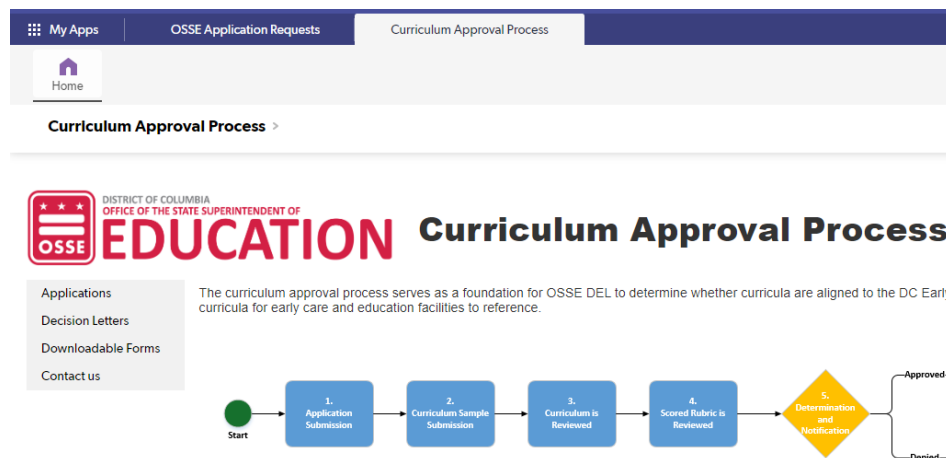 My Apps
OSSE Application Requests
Curriculum Approval Process
Home
Curriculum Approval Process >
DISTRICT OF COLUMBIA
OFFICE OF THE STATE SUPERINTENDENT OF
EDUCATION
OSSE
Curriculum Approval Process
Applications
Decision Letters
Downloadable Forms
Contact us
The curriculum approval process serves as a foundation for OSSE DEL to determine whether curricula are aligned to the DC Early
curricula for early care and education facilities to reference.
Start
1.
Application
Submission
2.
Curriculum Sample
Submission
3.
Curriculum is
Reviewed
4.
Scored Rubric is
Reviewed
5.
Determination
and
Notification
Approved
Denied